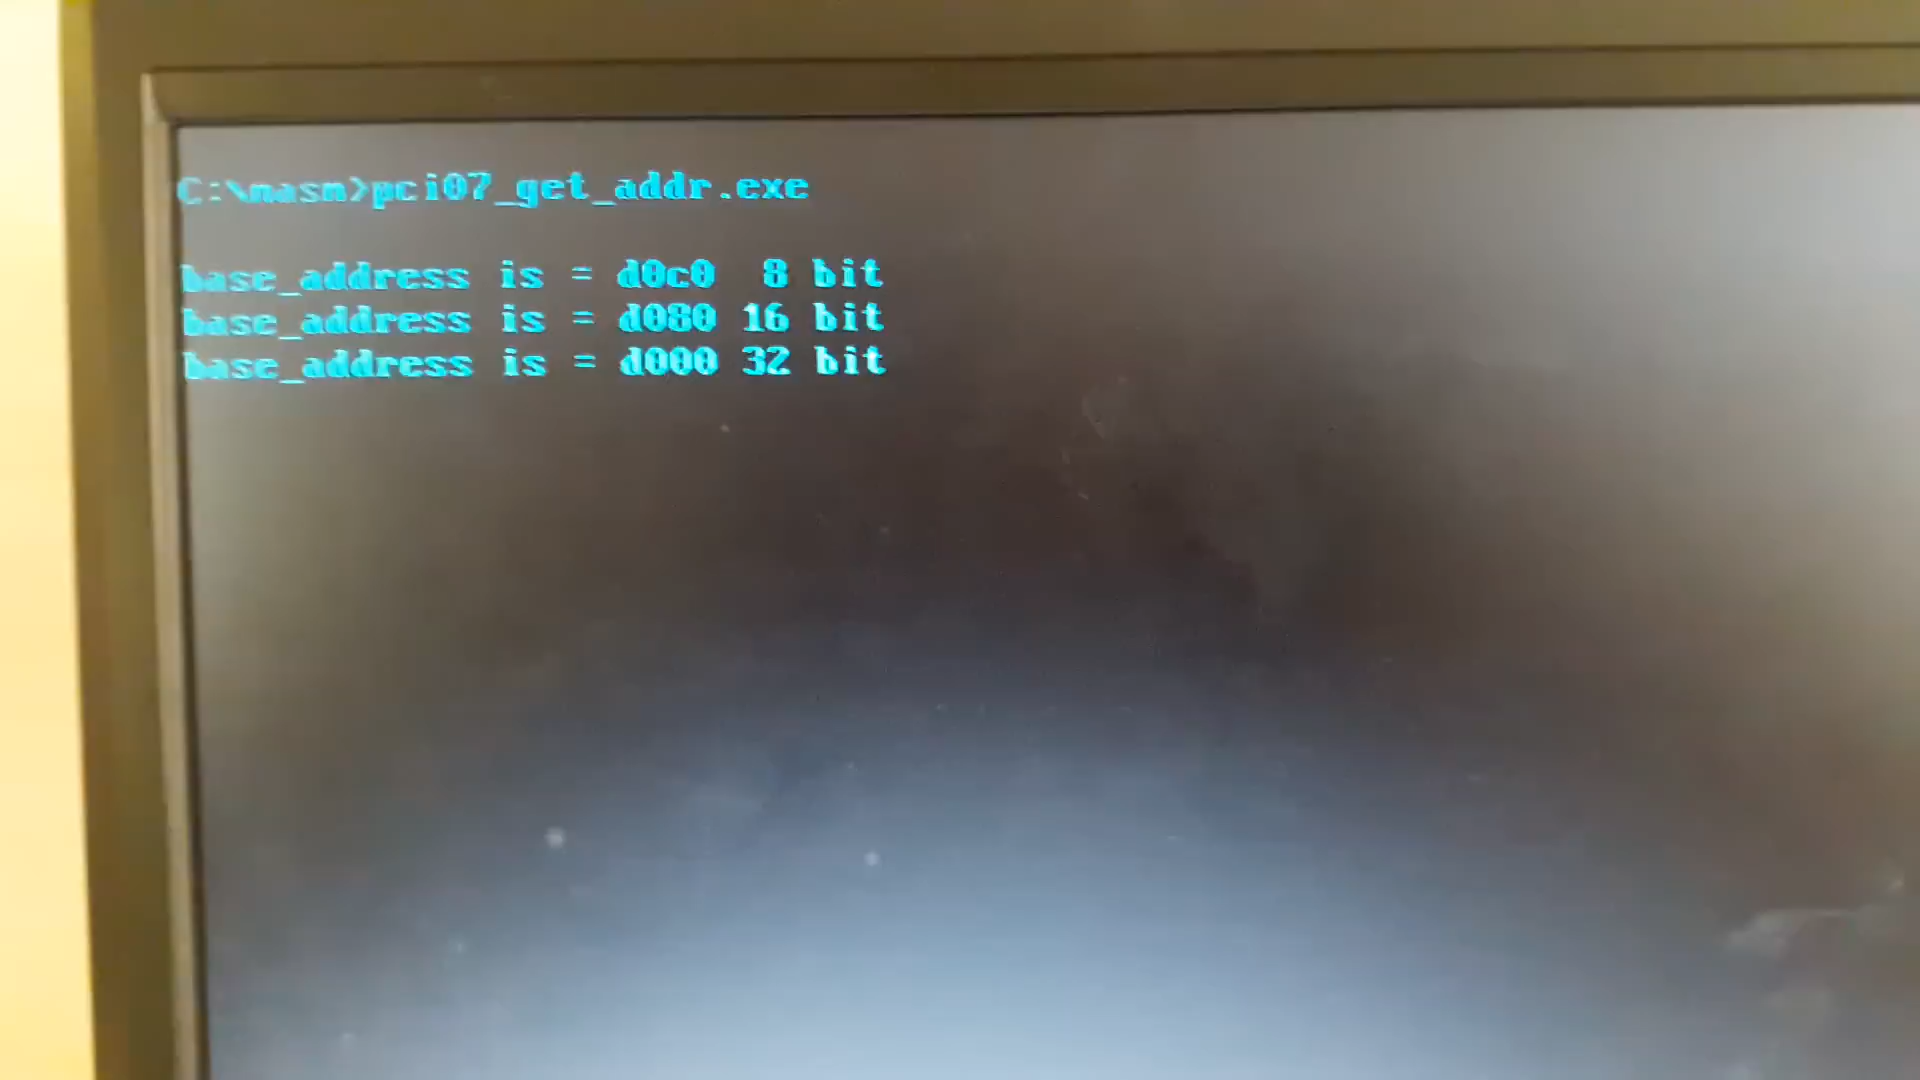 C:\masm>pci07_get_addr.exe
base_address is = d0c0  8 bit
base_address is = d080 16 bit
base_address is = d000 32 bit